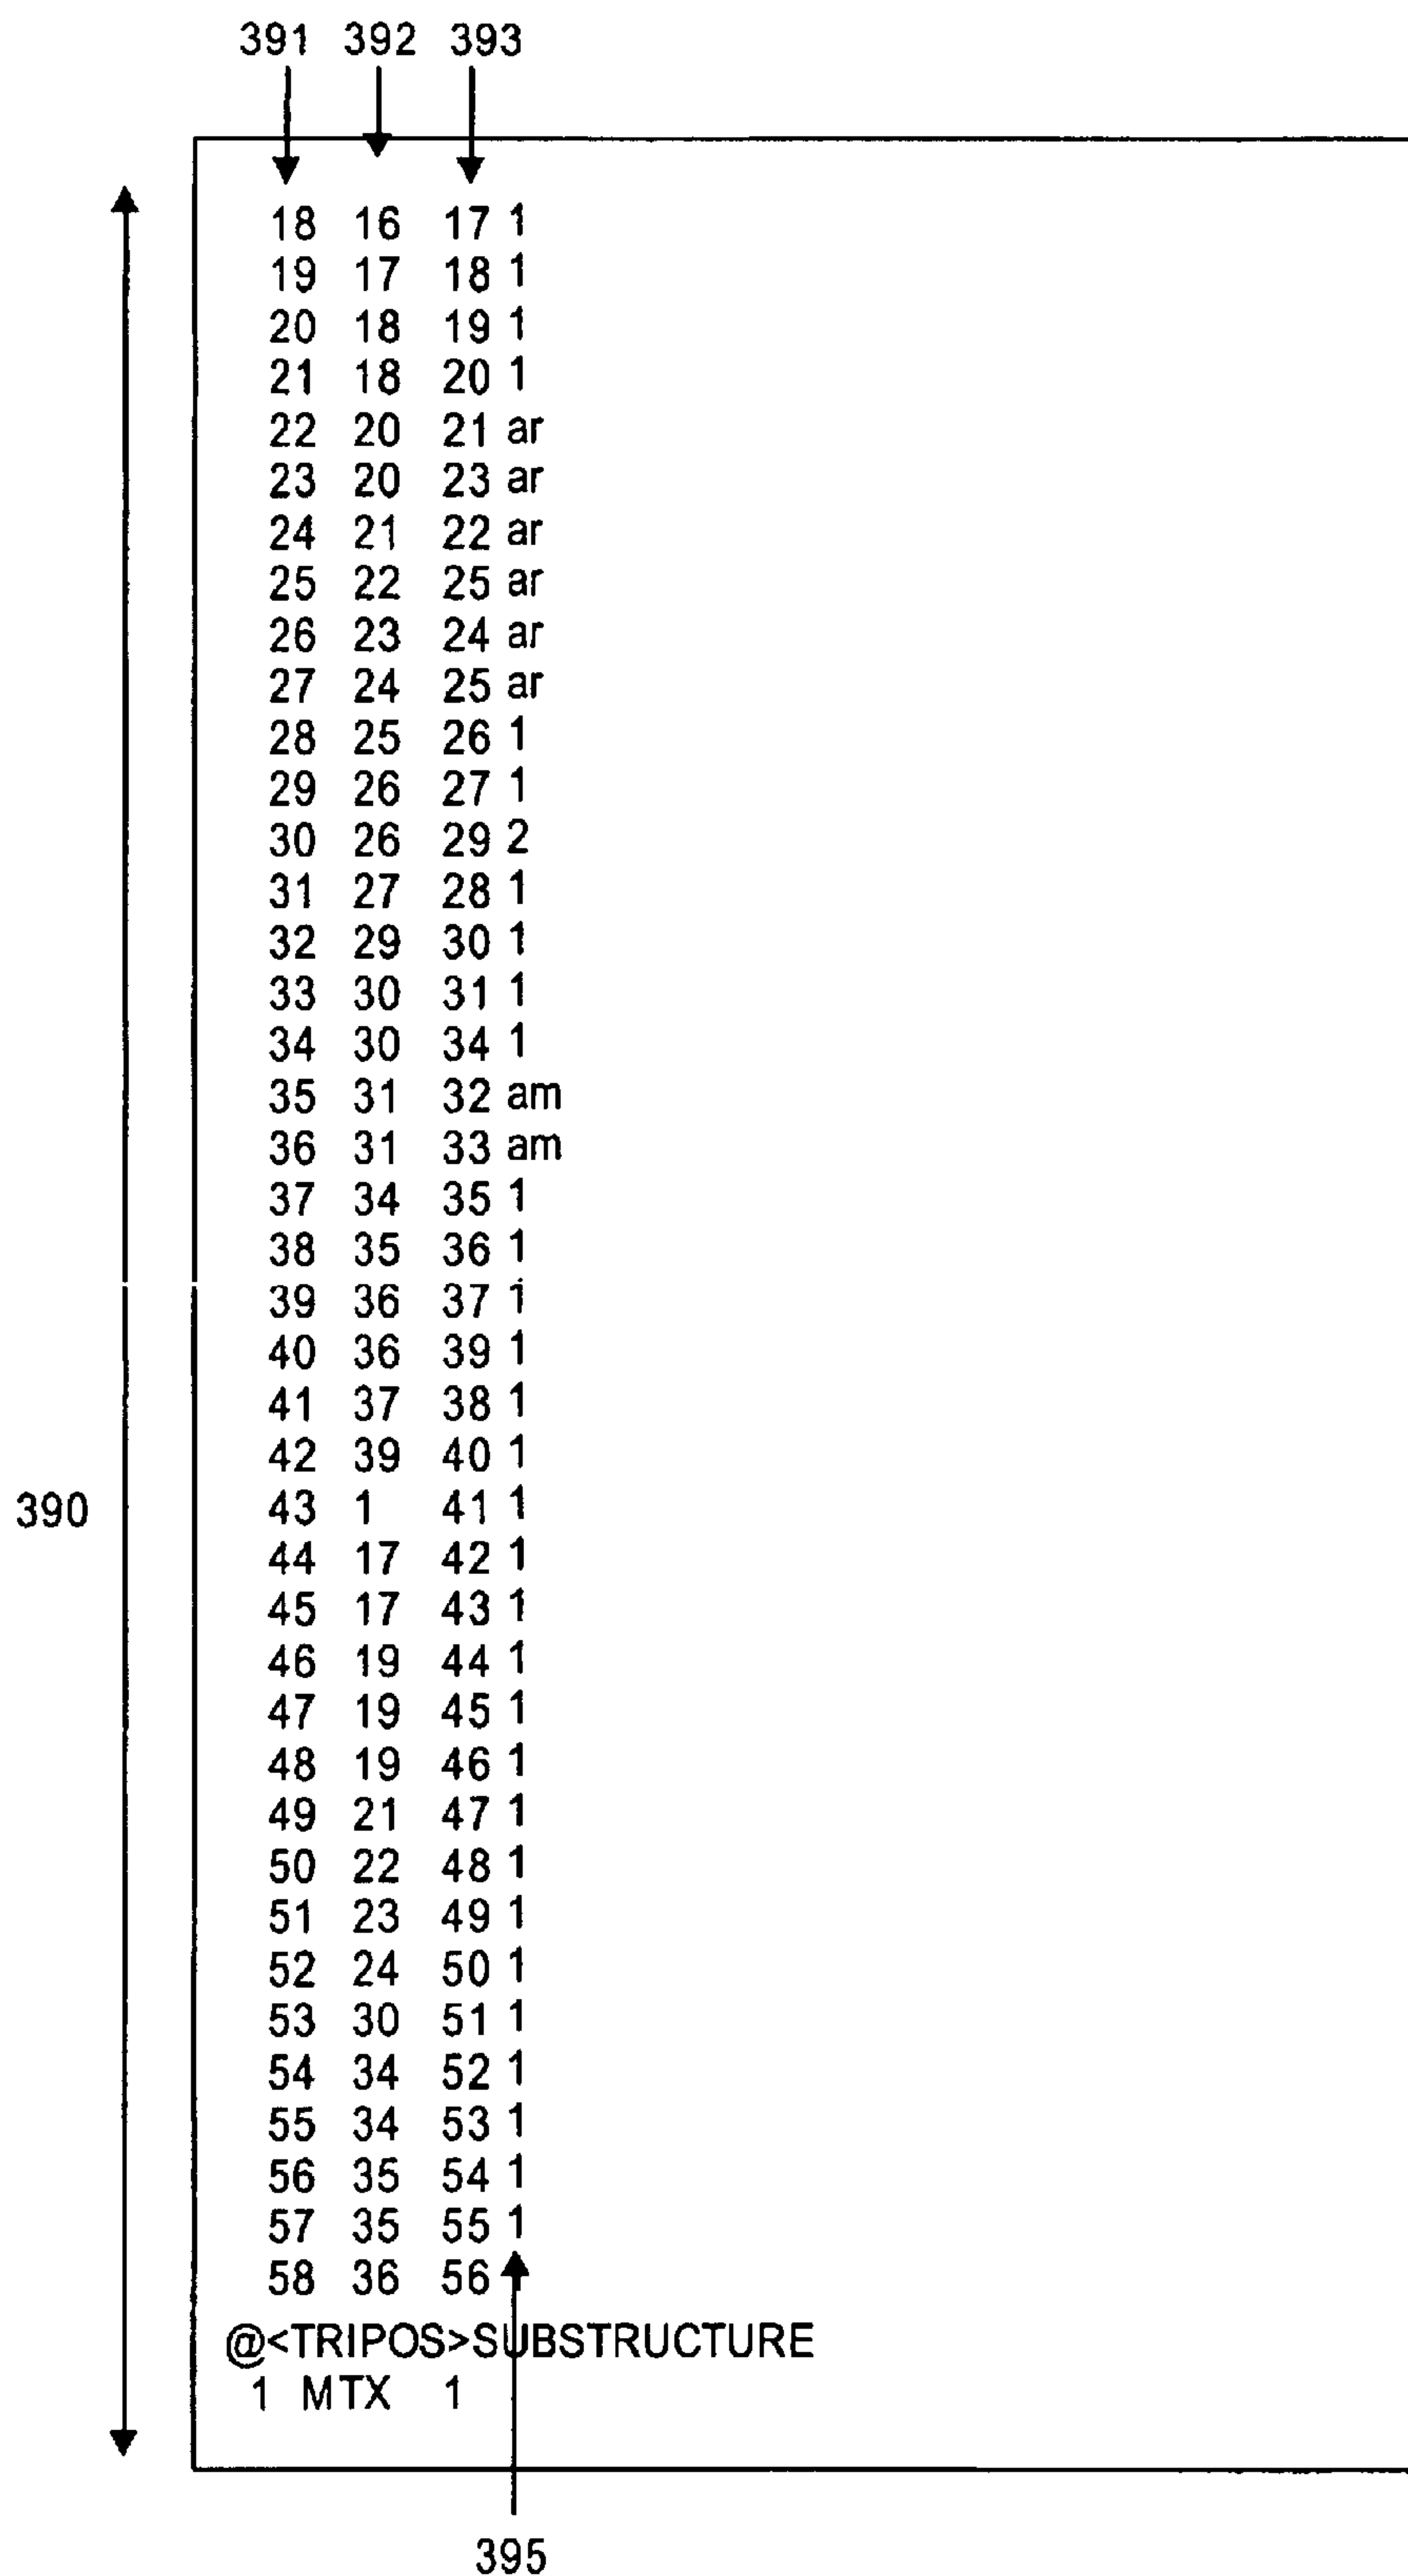 391 392 393
18 16 17 1
19 17 18 1
20 18 19 1
21 18 20 1
22 20 21 ar
23 20 23 ar
24 21 22 ar
25 22 25 ar
26 23 24 ar
27 24 25 ar
28 25 26 1
29 26 27 1
30 26 29 2
31 27 28 1
32 29 30 1
33 30 31 1
34 30 34 1
35 31 32 am
36 31 33 am
37 34 35 1
38 35 36 1
39 36 37 1
40 36 39 1
41 37 38 1
42 39 40 1
390
43 1 41 1
44 17 42 1
45 17 43 1
46 19 44 1
47 19 45 1
48 19 46 1
49 21 47 1
50 22 48 1
51 23 49 1
52 24 50 1
53 30 51 1
54 34 52 1
55 34 53 1
56 35 54 1
57 35 55 1
58 36 56
@<TRIPOS>SUBSTRUCTURE
1 MTX 1
395